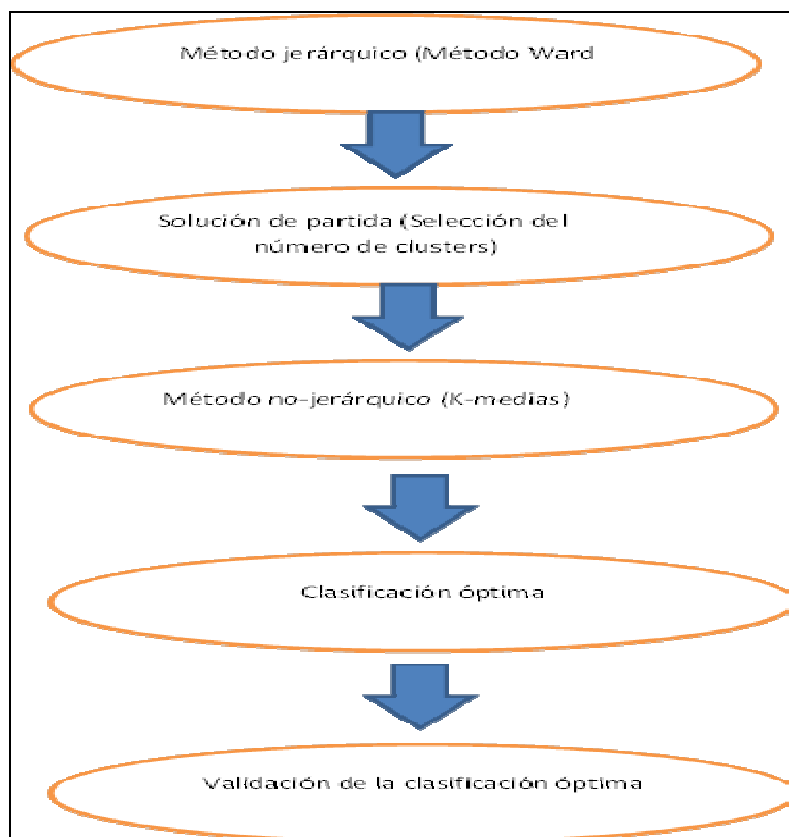 Método jerárquico (Método Ward
Solución de partida (Selección del
número de clusters)
Método no-jerárquico (K-medias)
Clasificación óptima
Validación de la clasificación óptima